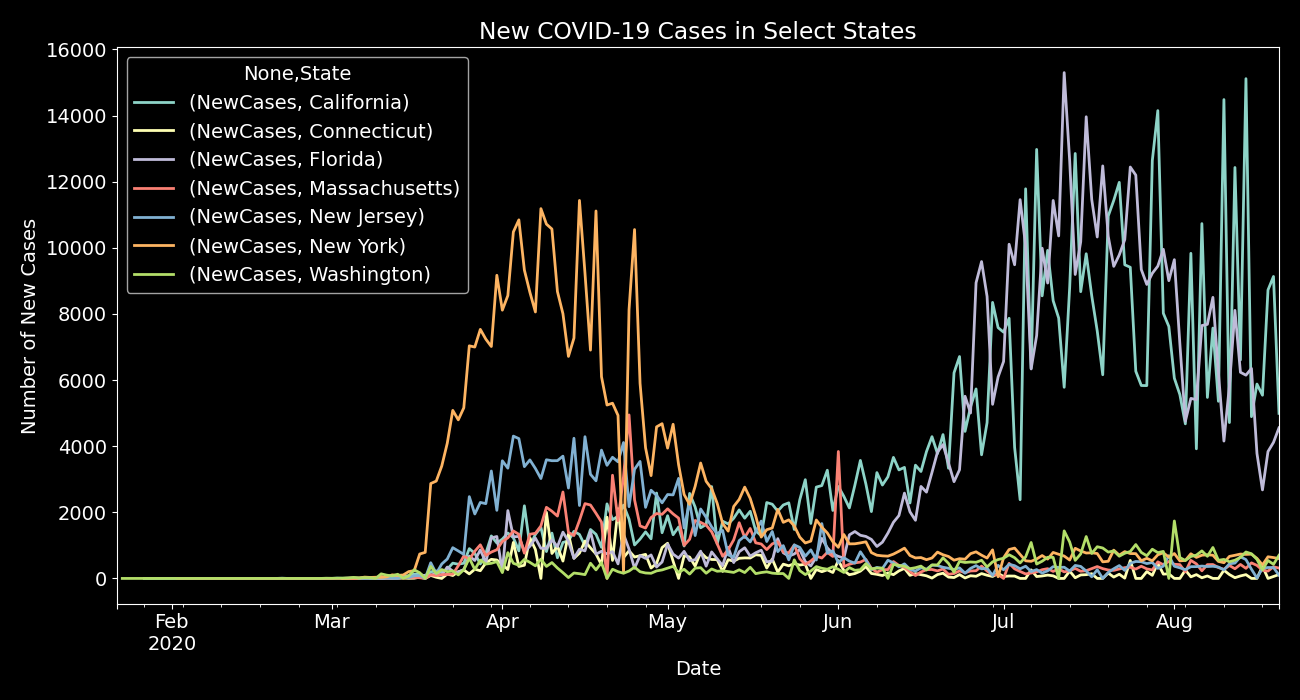 New COVID-19 Cases in Select States
16000
14000
12000
10000
8000
6000
4000
2000
0
Number of New Cases
None,State
(NewCases, California)
(NewCases, Connecticut)
(NewCases, Florida)
(NewCases, Massachusetts)
(NewCases, New Jersey)
(NewCases, New York)
(NewCases, Washington)
Feb Mar Apr May Jun Jul Aug
2020
Date